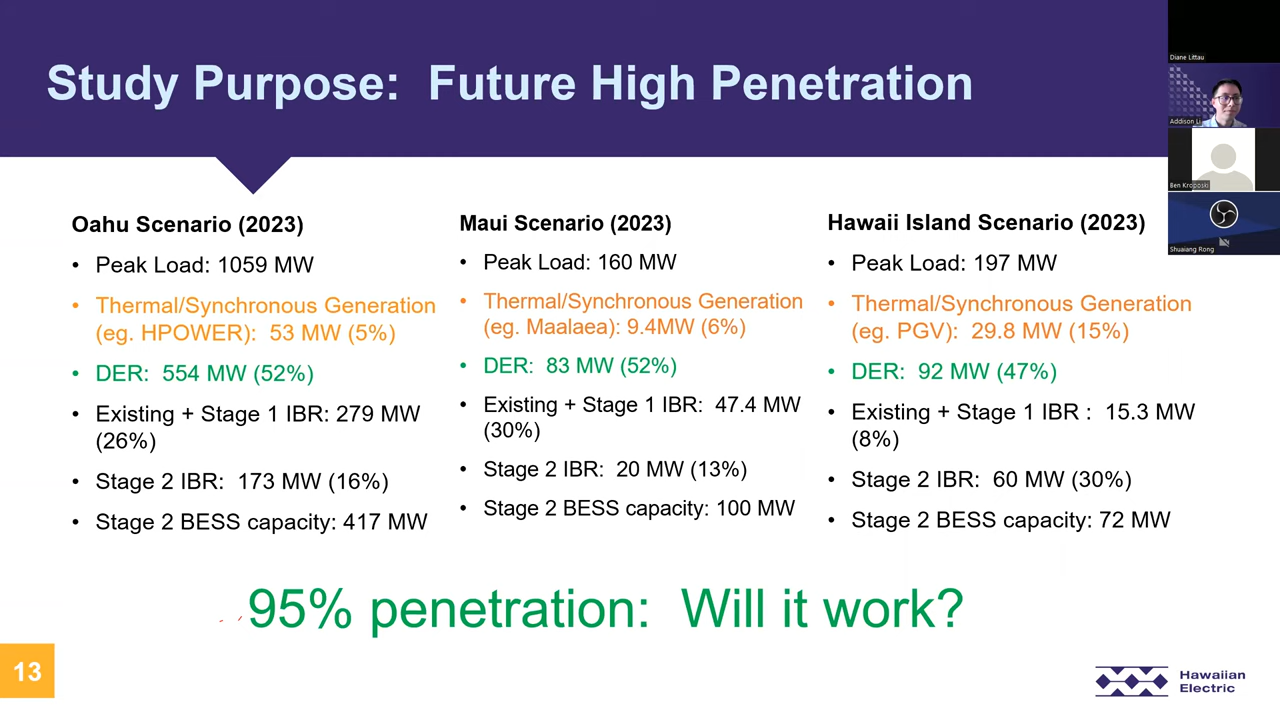 Study Purpose: Future High Penetration
Diane Littau
Addison Li
Ben Kroposki
Shuaiang Rong
Oahu Scenario (2023)
• Peak Load: 1059 MW
• Thermal/Synchronous Generation
(eg. HPOWER): 53 MW (5%)
• DER: 554 MW (52%)
• Existing + Stage 1 IBR: 279 MW
(26%)
• Stage 2 IBR: 173 MW (16%)
• Stage 2 BESS capacity: 417 MW
Maui Scenario (2023)
• Peak Load: 160 MW
• Thermal/Synchronous Generation
(eg. Maalaea): 9.4MW (6%)
• DER: 83 MW (52%)
• Existing + Stage 1 IBR: 47.4 MW
(30%)
• Stage 2 IBR: 20 MW (13%)
• Stage 2 BESS capacity: 100 MW
Hawaii Island Scenario (2023)
• Peak Load: 197 MW
• Thermal/Synchronous Generation
(eg. PGV): 29.8 MW (15%)
• DER: 92 MW (47%)
• Existing + Stage 1 IBR : 15.3 MW
(8%)
• Stage 2 IBR: 60 MW (30%)
• Stage 2 BESS capacity: 72 MW
95% penetration: Will it work?
13
Hawaiian
Electric